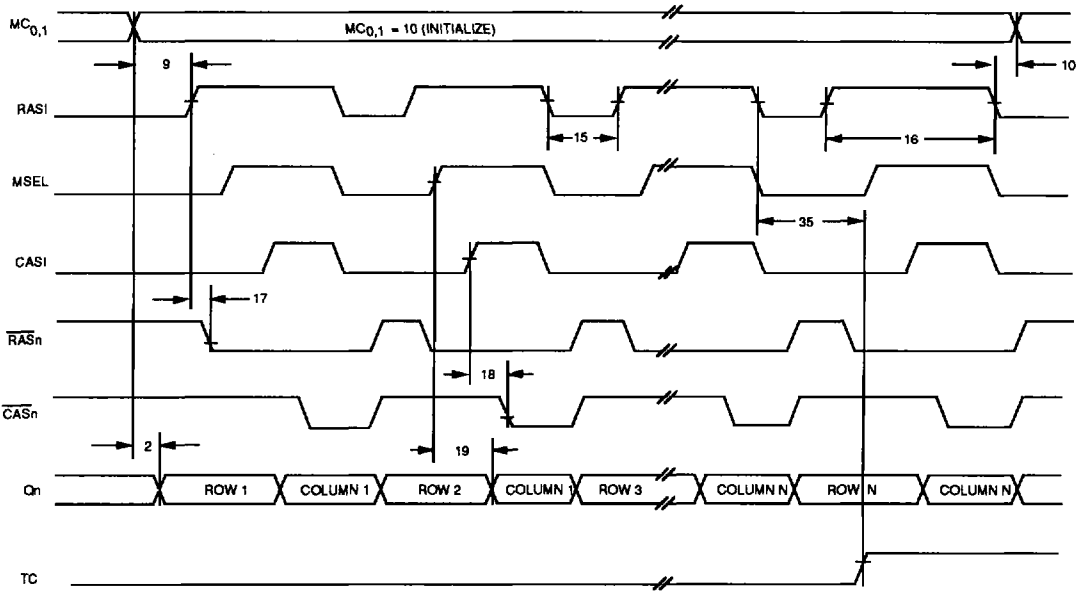 MC0,1
MC0,1 = 10 (INITIALIZE)
9
10
RASI
15
16
MSEL
35
CASI
17
RASn
18
CASn
2
19
Qn
ROW 1
COLUMN 1
ROW 2
COLUMN 1
ROW 3
COLUMN N
ROW N
COLUMN N
TC